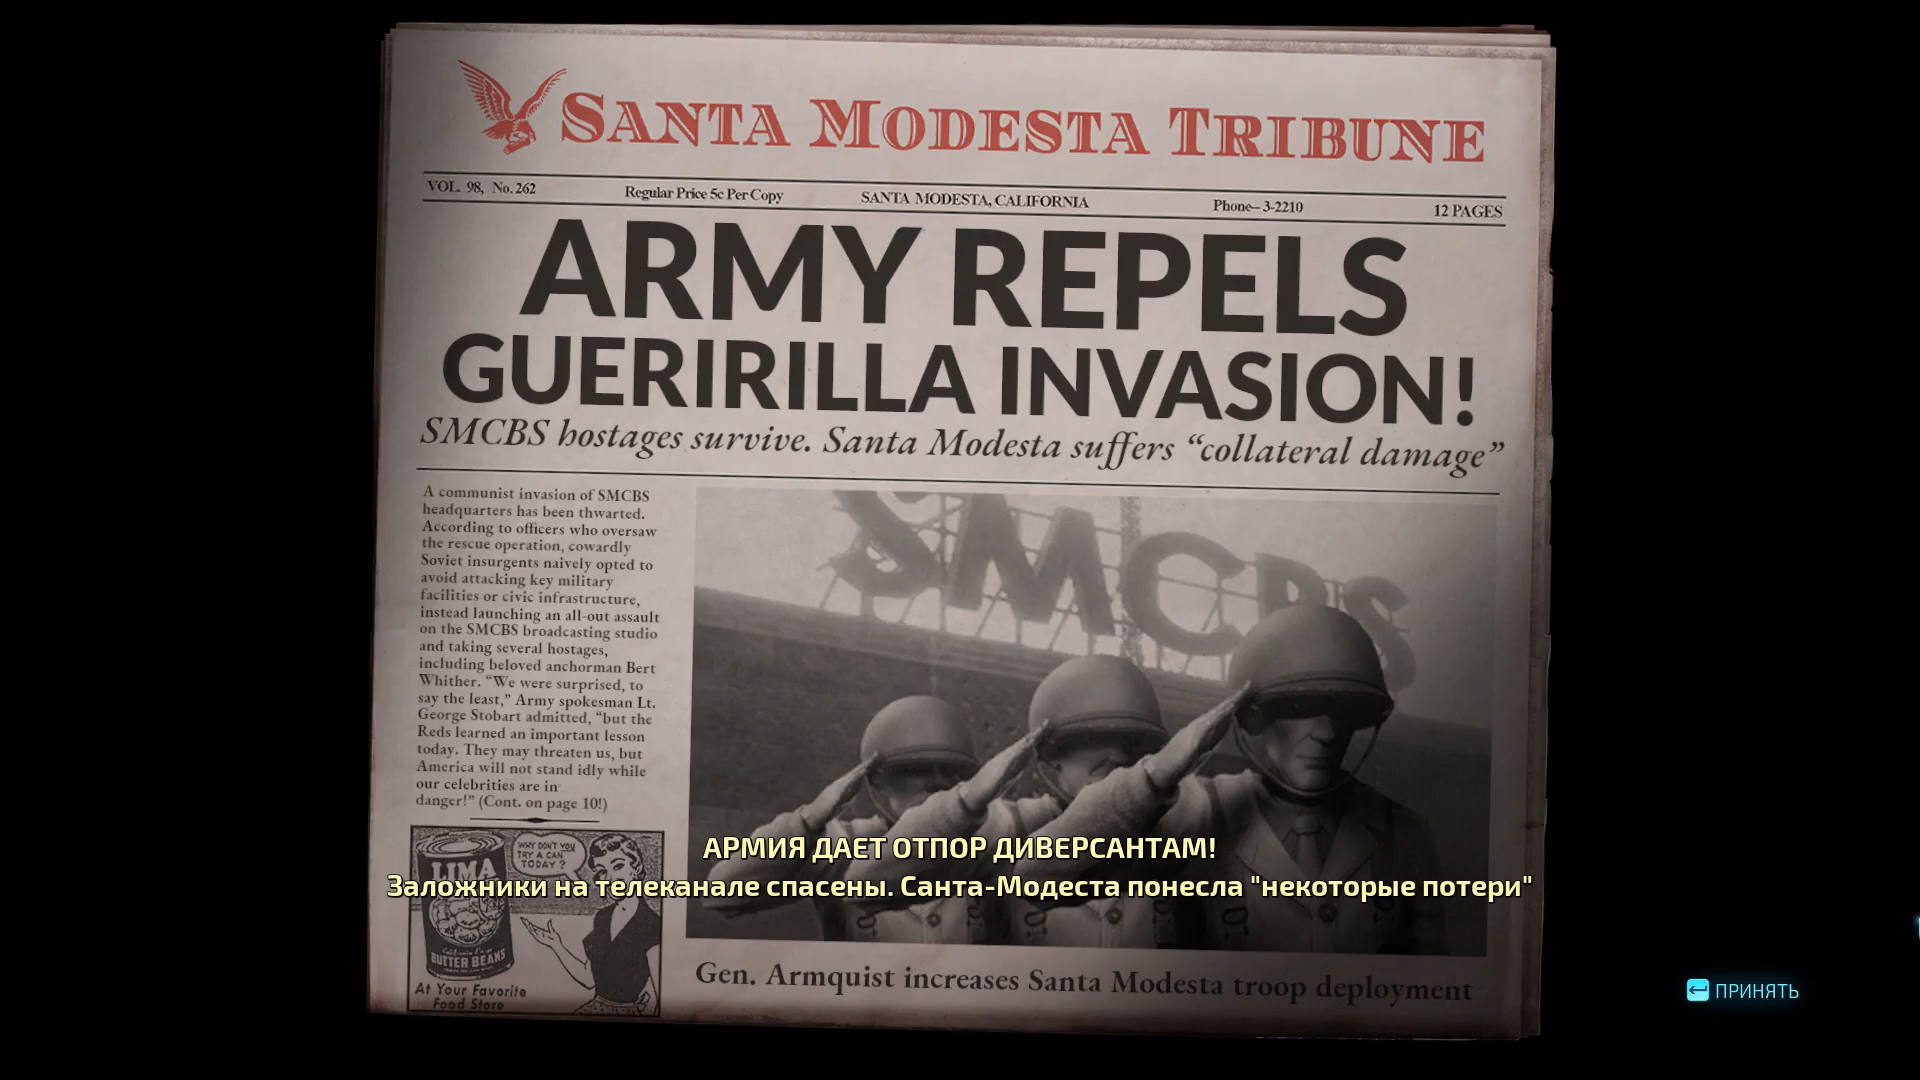 SANTA MODESTA TRIBUNE
VOL. 98, No. 262
Regular Price 5c Per Copy
SANTA MODESTA, CALIFORNIA
Phone– 3-2210
12 PAGES
ARMY REPELS
GUERIRILLA INVASION!
SMCBS hostages survive. Santa Modesta suffers “collateral damage”
A communist invasion of SMCBS
headquarters has been thwarted.
According to officers who oversaw
the rescue operation, cowardly
Soviet insurgents naively opted to
avoid attacking key military
facilities or civic infrastructure,
instead launching an all-out assault
on the SMCBS broadcasting studio
and taking several hostages,
including beloved anchorman Bert
Whither. “We were surprised, to
say the least,” Army spokesman Lt.
George Stobart admitted, “but the
Reds learned an important lesson
today. They may threaten us, but
America will not stand idly while
our celebrities are in
danger!” (Cont. on page 10!)
SMCBS
WHY DON'T YOU
TRY A CAN
TODAY?
LIMA
BUTTER BEANS
At Your Favorite
Food Store
АРМИЯ ДАЕТ ОТПОР ДИВЕРСАНТАМ!
Заложники на телеканале спасены. Санта-Модеста понесла "некоторые потери"
101
101
101
101
Gen. Armquist increases Santa Modesta troop deployment
ПРИНЯТЬ